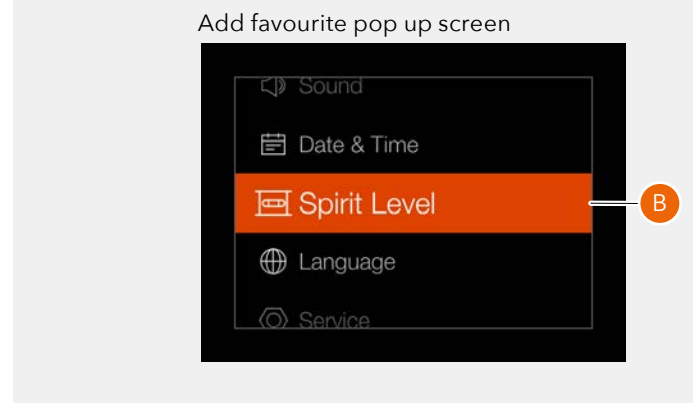 Add favourite pop up screen
Sound
Date & Time
Spirit Level
B
Language
Service